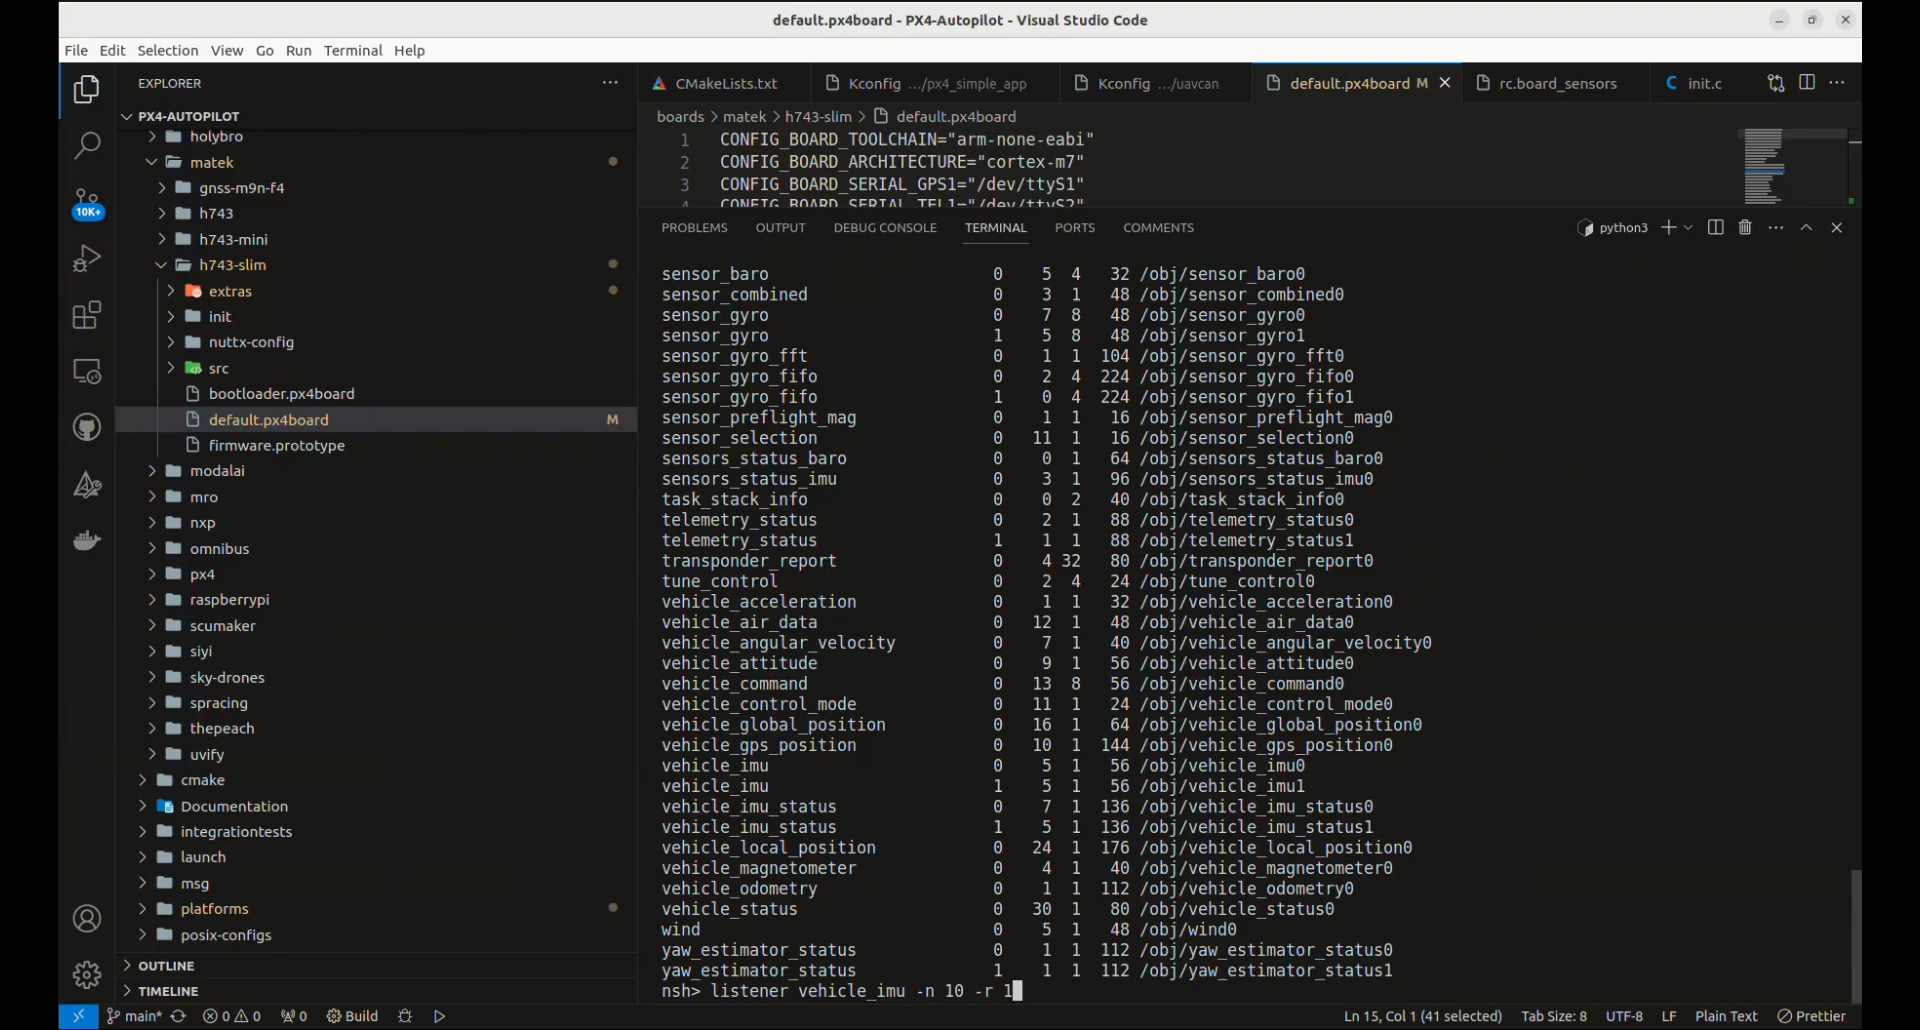 default.px4board - PX4-Autopilot - Visual Studio Code
File Edit Selection View Go Run Terminal Help
EXPLORER
CMakeLists.txt Kconfig .../px4_simple_app Kconfig .../uavcan default.px4board M rc.board_sensors C init.c
PX4-AUTOPILOT
boards > matek > h743-slim > default.px4board
holybro
matek
gnss-m9n-f4
h743
h743-mini
h743-slim
extras
init
nuttx-config
src
bootloader.px4board
default.px4board M
firmware.prototype
modalai
mro
nxp
omnibus
px4
raspberrypi
scumaker
siyi
sky-drones
spracing
thepeach
uvify
cmake
Documentation
integrationtests
launch
msg
platforms
posix-configs
OUTLINE
TIMELINE
10K+
1 CONFIG_BOARD_TOOLCHAIN="arm-none-eabi"
2 CONFIG_BOARD_ARCHITECTURE="cortex-m7"
3 CONFIG_BOARD_SERIAL_GPS1="/dev/ttyS1"
4 CONFIG_BOARD_SERIAL_TEL1="/dev/ttyS2"
PROBLEMS OUTPUT DEBUG CONSOLE TERMINAL PORTS COMMENTS python3
sensor_baro 0 5 4 32 /obj/sensor_baro0
sensor_combined 0 3 1 48 /obj/sensor_combined0
sensor_gyro 0 7 8 48 /obj/sensor_gyro0
sensor_gyro 1 5 8 48 /obj/sensor_gyro1
sensor_gyro_fft 0 1 1 104 /obj/sensor_gyro_fft0
sensor_gyro_fifo 0 2 4 224 /obj/sensor_gyro_fifo0
sensor_gyro_fifo 1 0 4 224 /obj/sensor_gyro_fifo1
sensor_preflight_mag 0 1 1 16 /obj/sensor_preflight_mag0
sensor_selection 0 11 1 16 /obj/sensor_selection0
sensors_status_baro 0 0 1 64 /obj/sensors_status_baro0
sensors_status_imu 0 3 1 96 /obj/sensors_status_imu0
task_stack_info 0 0 2 40 /obj/task_stack_info0
telemetry_status 0 2 1 88 /obj/telemetry_status0
telemetry_status 1 1 1 88 /obj/telemetry_status1
transponder_report 0 4 32 80 /obj/transponder_report0
tune_control 0 2 4 24 /obj/tune_control0
vehicle_acceleration 0 1 1 32 /obj/vehicle_acceleration0
vehicle_air_data 0 12 1 48 /obj/vehicle_air_data0
vehicle_angular_velocity 0 7 1 40 /obj/vehicle_angular_velocity0
vehicle_attitude 0 9 1 56 /obj/vehicle_attitude0
vehicle_command 0 13 8 56 /obj/vehicle_command0
vehicle_control_mode 0 11 1 24 /obj/vehicle_control_mode0
vehicle_global_position 0 16 1 64 /obj/vehicle_global_position0
vehicle_gps_position 0 10 1 144 /obj/vehicle_gps_position0
vehicle_imu 0 5 1 56 /obj/vehicle_imu0
vehicle_imu 1 5 1 56 /obj/vehicle_imu1
vehicle_imu_status 0 7 1 136 /obj/vehicle_imu_status0
vehicle_imu_status 1 5 1 136 /obj/vehicle_imu_status1
vehicle_local_position 0 24 1 176 /obj/vehicle_local_position0
vehicle_magnetometer 0 4 1 40 /obj/vehicle_magnetometer0
vehicle_odometry 0 1 1 112 /obj/vehicle_odometry0
vehicle_status 0 30 1 80 /obj/vehicle_status0
wind 0 5 1 48 /obj/wind0
yaw_estimator_status 0 1 1 112 /obj/yaw_estimator_status0
yaw_estimator_status 1 1 1 112 /obj/yaw_estimator_status1
nsh> listener vehicle_imu -n 10 -r 1
main* 0 0 0 Build Ln 15, Col 1 (41 selected) Tab Size: 8 UTF-8 LF Plain Text Prettier